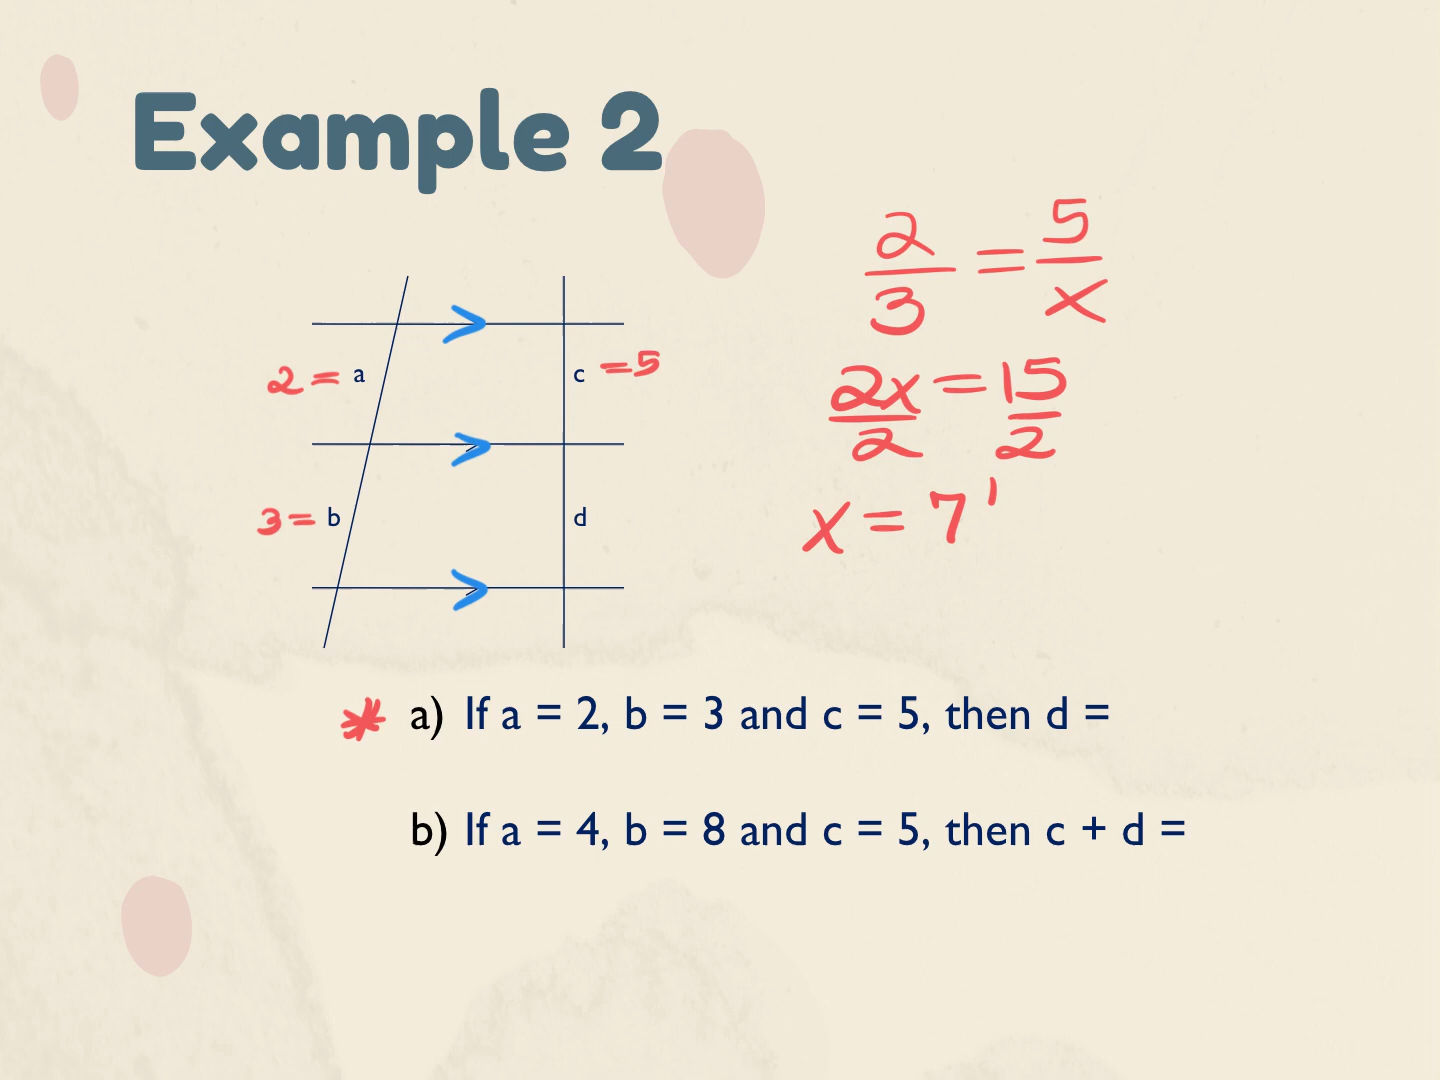 Example 2
2/3 = 5/x
2 = a
c = 5
2x/2 = 15/2
3 = b
d
x = 7 1
* a) If a = 2, b = 3 and c = 5, then d =
b) If a = 4, b = 8 and c = 5, then c + d =